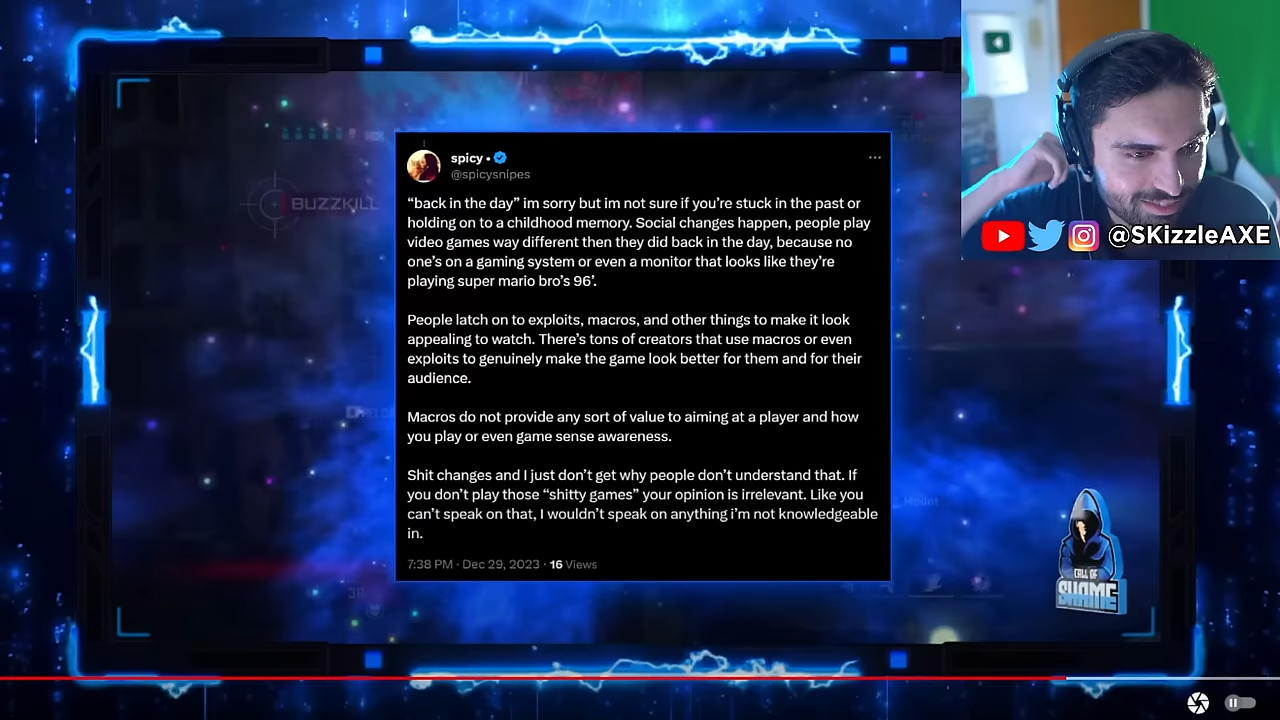 spicy •
@spicysnipes
“back in the day” im sorry but im not sure if you’re stuck in the past or
holding on to a childhood memory. Social changes happen, people play
video games way different then they did back in the day, because no
one’s on a gaming system or even a monitor that looks like they’re
playing super mario bro’s 96’.
People latch on to exploits, macros, and other things to make it look
appealing to watch. There’s tons of creators that use macros or even
exploits to genuinely make the game look better for them and for their
audience.
Macros do not provide any sort of value to aiming at a player and how
you play or even game sense awareness.
Shit changes and I just don’t get why people don’t understand that. If
you don’t play those “shitty games” your opinion is irrelevant. Like you
can’t speak on that, I wouldn’t speak on anything i’m not knowledgeable
in.
7:38 PM · Dec 29, 2023 · 16 Views
@SKizzleAXE
BUZZKILL
Mount
CALL OF
SHAME